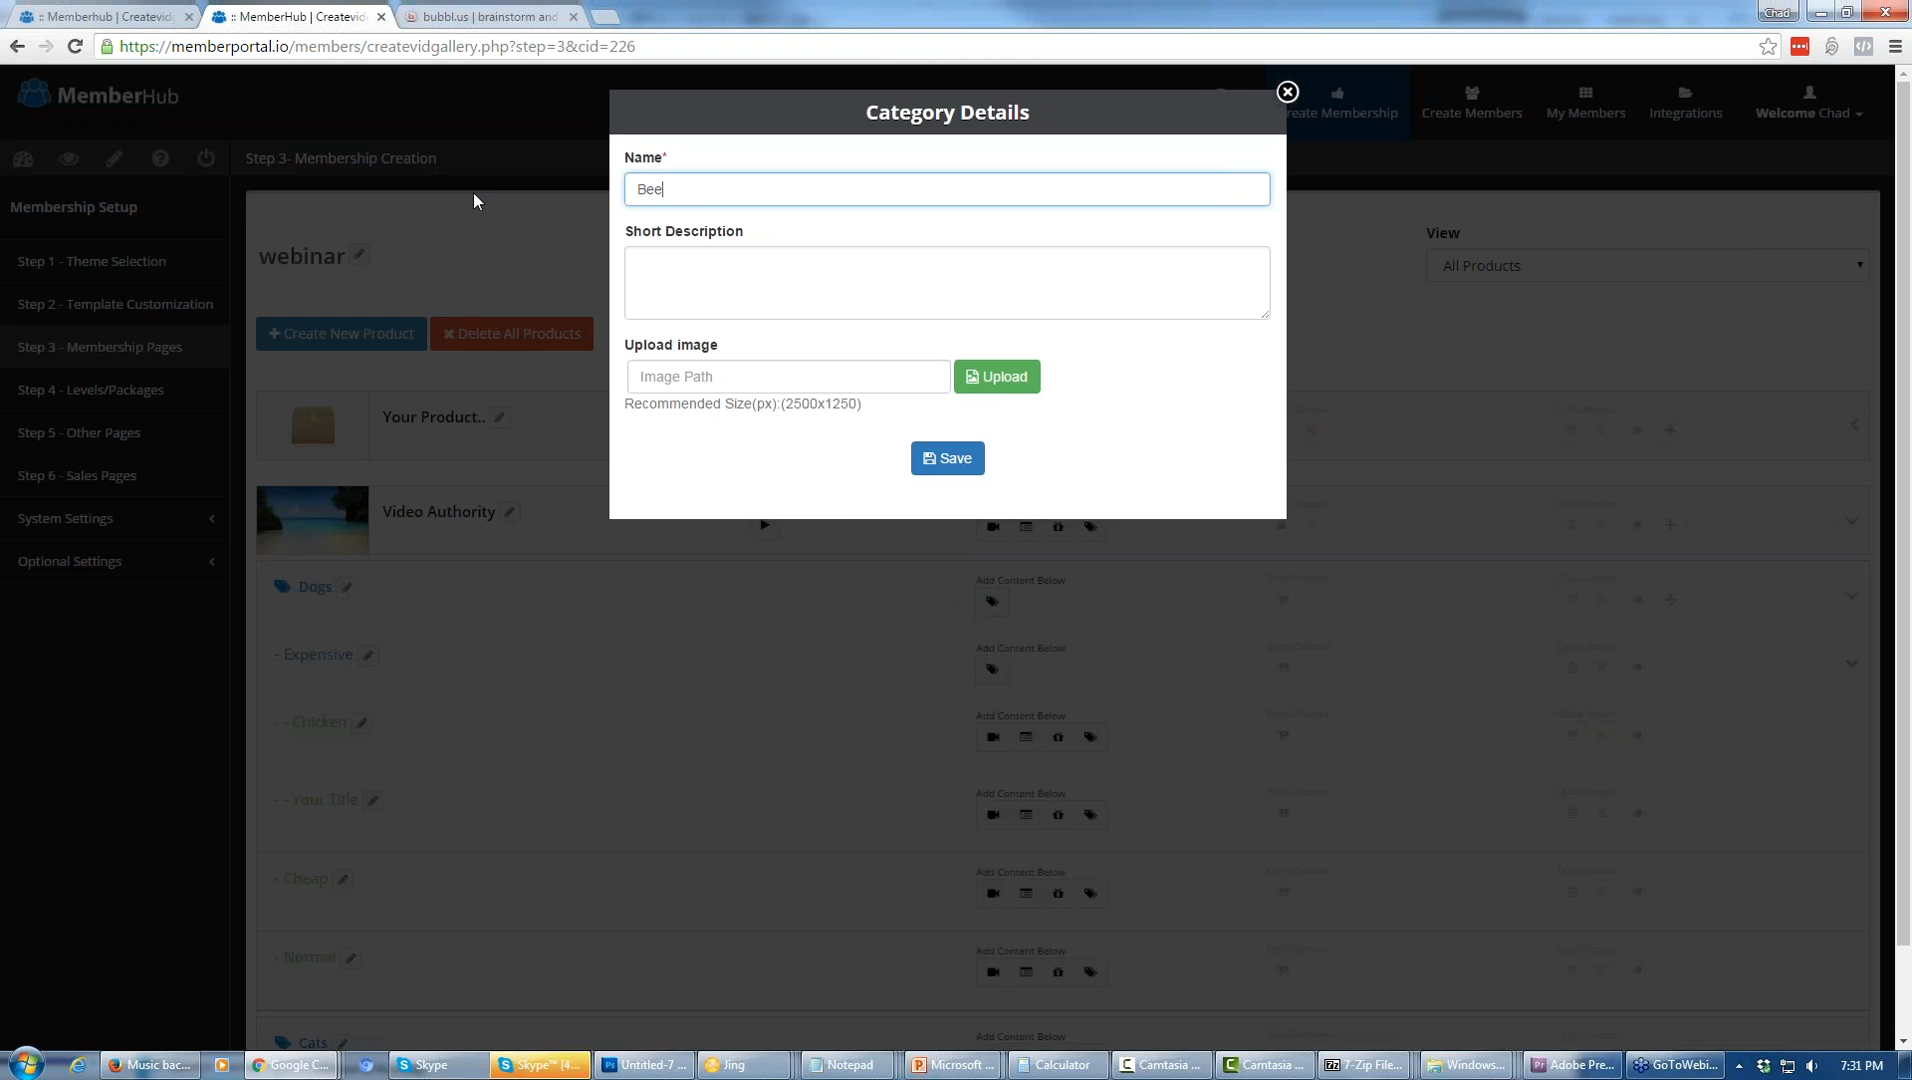 :: Memberhub | Createvid
:: MemberHub | Createvid
bubbl.us | brainstorm and
Chad
https://memberportal.io/members/createvidgallery.php?step=3&cid=226
MemberHub
Create Membership
Create Members
My Members
Integrations
Welcome Chad
Step 3- Membership Creation
Category Details
Name*
Bee
Short Description
Upload image
Image Path
Upload
Recommended Size(px):(2500x1250)
Save
Membership Setup
Step 1 - Theme Selection
Step 2 - Template Customization
Step 3 - Membership Pages
Step 4 - Levels/Packages
Step 5 - Other Pages
Step 6 - Sales Pages
System Settings
Optional Settings
webinar
View
All Products
Create New Product
Delete All Products
Your Product..
Video Authority
Dogs
Add Content Below
- Expensive
Add Content Below
- - Chicken
Add Content Below
- - Your Title
Add Content Below
- Cheap
Add Content Below
- Normal
Add Content Below
Cats
Add Content Below
Music bac...
Google C...
Skype
Skype™ [4...
Untitled-7 ...
Jing
Notepad
Microsoft ...
Calculator
Camtasia ...
Camtasia ...
7-Zip File...
Windows...
Adobe Pre...
GoToWebi...
7:31 PM